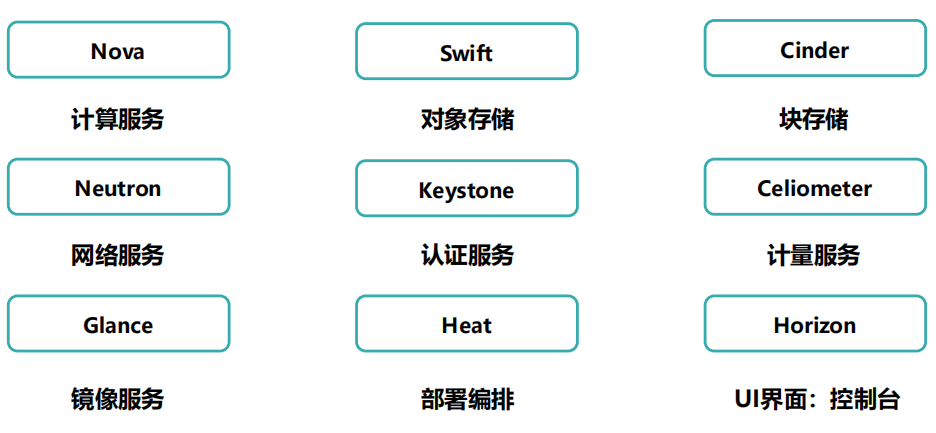 Nova
Swift
Cinder
计算服务
对象存储
块存储
Neutron
Keystone
Celiometer
网络服务
认证服务
计量服务
Glance
Heat
Horizon
镜像服务
部署编排
UI界面：控制台